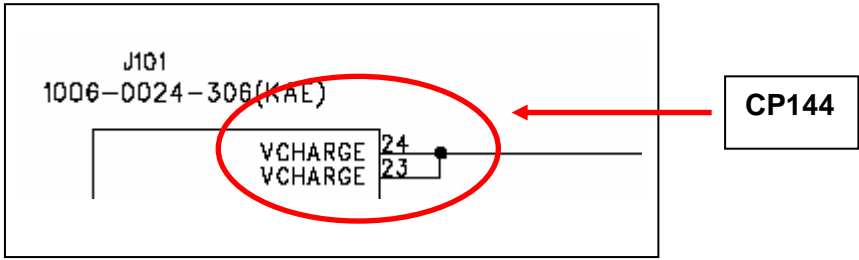 J101
1006-0024-306(KAE)
VCHARGE 24
VCHARGE 23
CP144